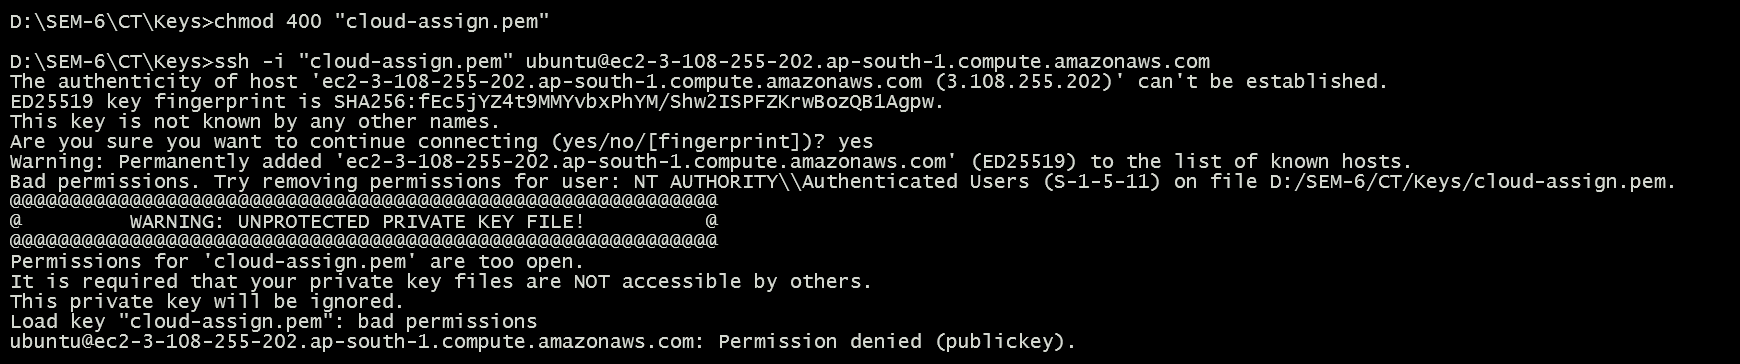 D:\SEM-6\CT\Keys>chmod 400 "cloud-assign.pem"
D:\SEM-6\CT\Keys>ssh -i "cloud-assign.pem" ubuntu@ec2-3-108-255-202.ap-south-1.compute.amazonaws.com
The authenticity of host 'ec2-3-108-255-202.ap-south-1.compute.amazonaws.com (3.108.255.202)' can't be established.
ED25519 key fingerprint is SHA256:fEc5jYZ4t9MMYvbxPhYM/Shw2ISPFZKrwBozQB1Agpw.
This key is not known by any other names.
Are you sure you want to continue connecting (yes/no/[fingerprint])? yes
Warning: Permanently added 'ec2-3-108-255-202.ap-south-1.compute.amazonaws.com' (ED25519) to the list of known hosts.
Bad permissions. Try removing permissions for user: NT AUTHORITY\\Authenticated Users (S-1-5-11) on file D:/SEM-6/CT/Keys/cloud-assign.pem.
@@@@@@@@@@@@@@@@@@@@@@@@@@@@@@@@@@@@@@@@@@@@@@@@@@@@@@@@@@@
@         WARNING: UNPROTECTED PRIVATE KEY FILE!          @
@@@@@@@@@@@@@@@@@@@@@@@@@@@@@@@@@@@@@@@@@@@@@@@@@@@@@@@@@@@
Permissions for 'cloud-assign.pem' are too open.
It is required that your private key files are NOT accessible by others.
This private key will be ignored.
Load key "cloud-assign.pem": bad permissions
ubuntu@ec2-3-108-255-202.ap-south-1.compute.amazonaws.com: Permission denied (publickey).